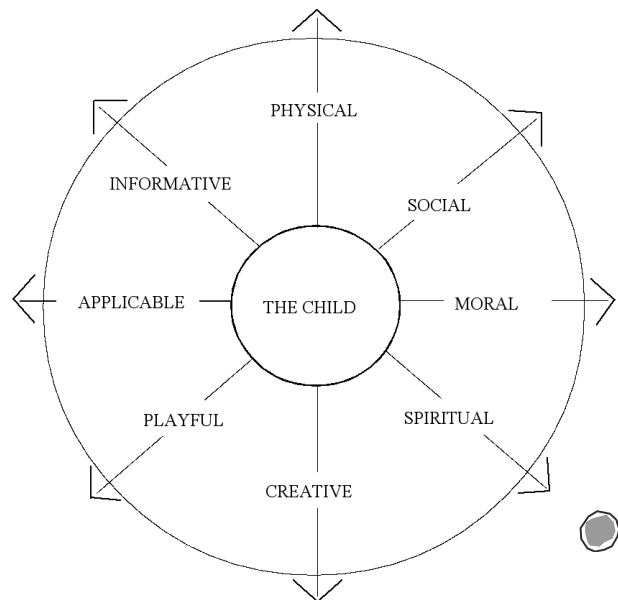 PHYSICAL
INFORMATIVE
SOCIAL
APPLICABLE
THE CHILD
MORAL
PLAYFUL
SPIRITUAL
CREATIVE